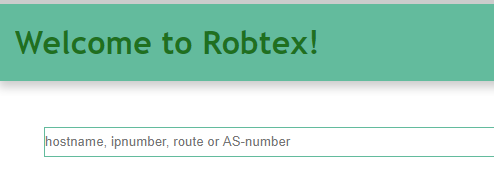 Welcome to Robtex!
hostname, ipnumber, route or AS-number